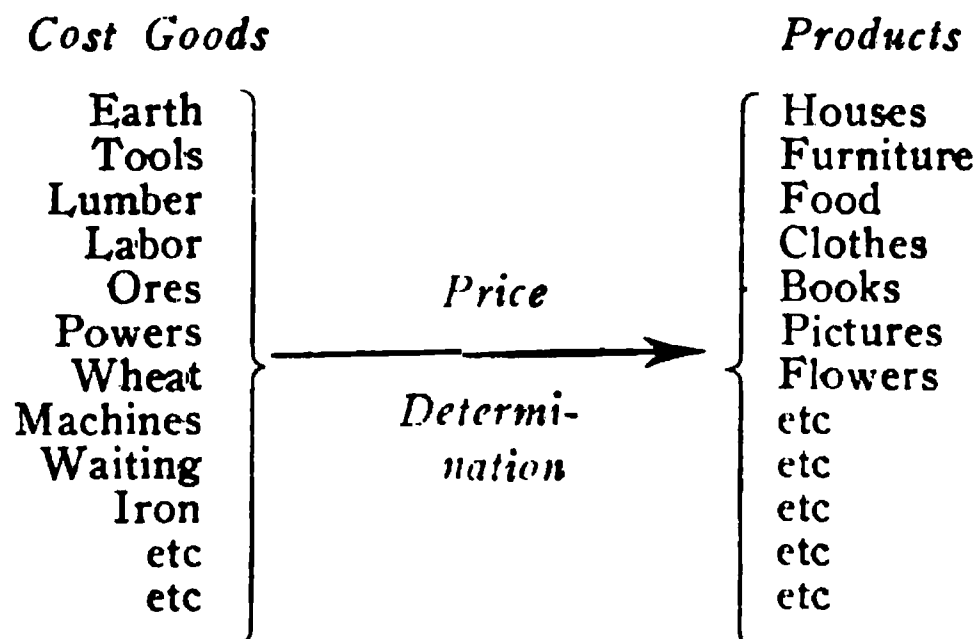 Cost Goods
Earth
Tools
Lumber
Labor
Ores
Powers
Wheat
Machines
Waiting
Iron
etc
etc
Price
Determi-
nation
Products
Houses
Furniture
Food
Clothes
Books
Pictures
Flowers
etc
etc
etc
etc
etc